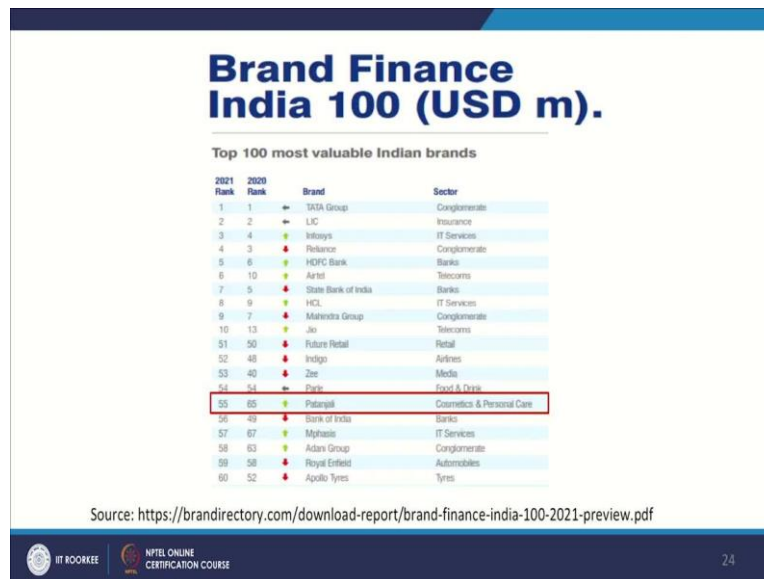 Brand Finance
India 100 (USD m).
Top 100 most valuable Indian brands
2021 Rank 2020 Rank Brand Sector
1 1 TATA Group Conglomerate
2 2 LIC Insurance
3 4 Infosys IT Services
4 3 Reliance Conglomerate
5 6 HDFC Bank Banks
6 10 Airtel Telecoms
7 5 State Bank of India Banks
8 9 HCL IT Services
9 7 Mahindra Group Conglomerate
10 13 Jio Telecoms
51 50 Future Retail Retail
52 48 Indigo Airlines
53 40 Zee Media
54 54 Parle Food & Drink
55 65 Patanjali Cosmetics & Personal Care
56 49 Bank of India Banks
57 67 Mphasis IT Services
58 63 Adani Group Conglomerate
59 58 Royal Enfield Automobiles
60 52 Apollo Tyres Tyres
Source: https://brandirectory.com/download-report/brand-finance-india-100-2021-preview.pdf
IIT ROORKEE
NPTEL ONLINE
CERTIFICATION COURSE
24